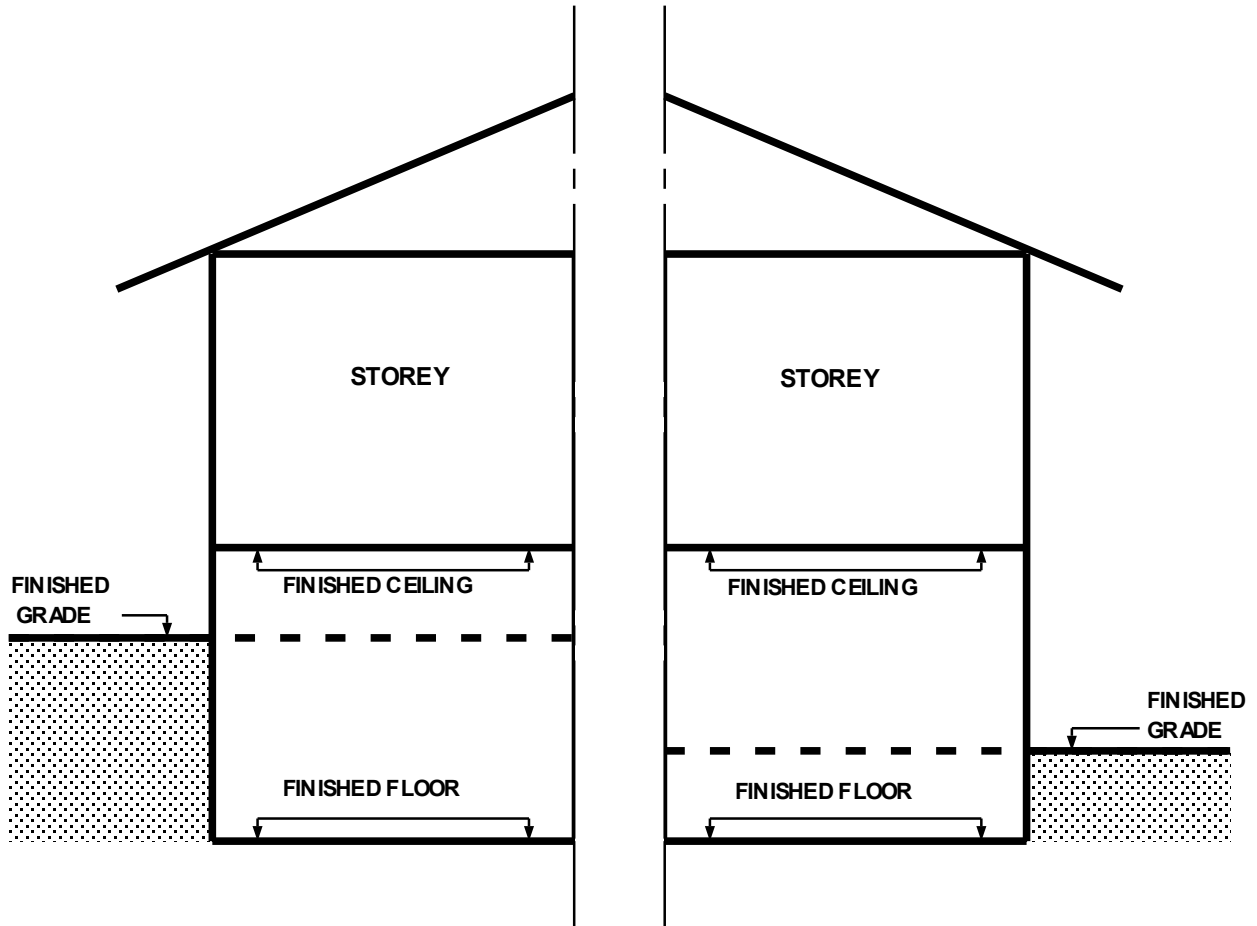 STOREY
STOREY
FINISHED CEILING
FINISHED CEILING
FINISHED
GRADE
FINISHED
GRADE
FINISHED FLOOR
FINISHED FLOOR